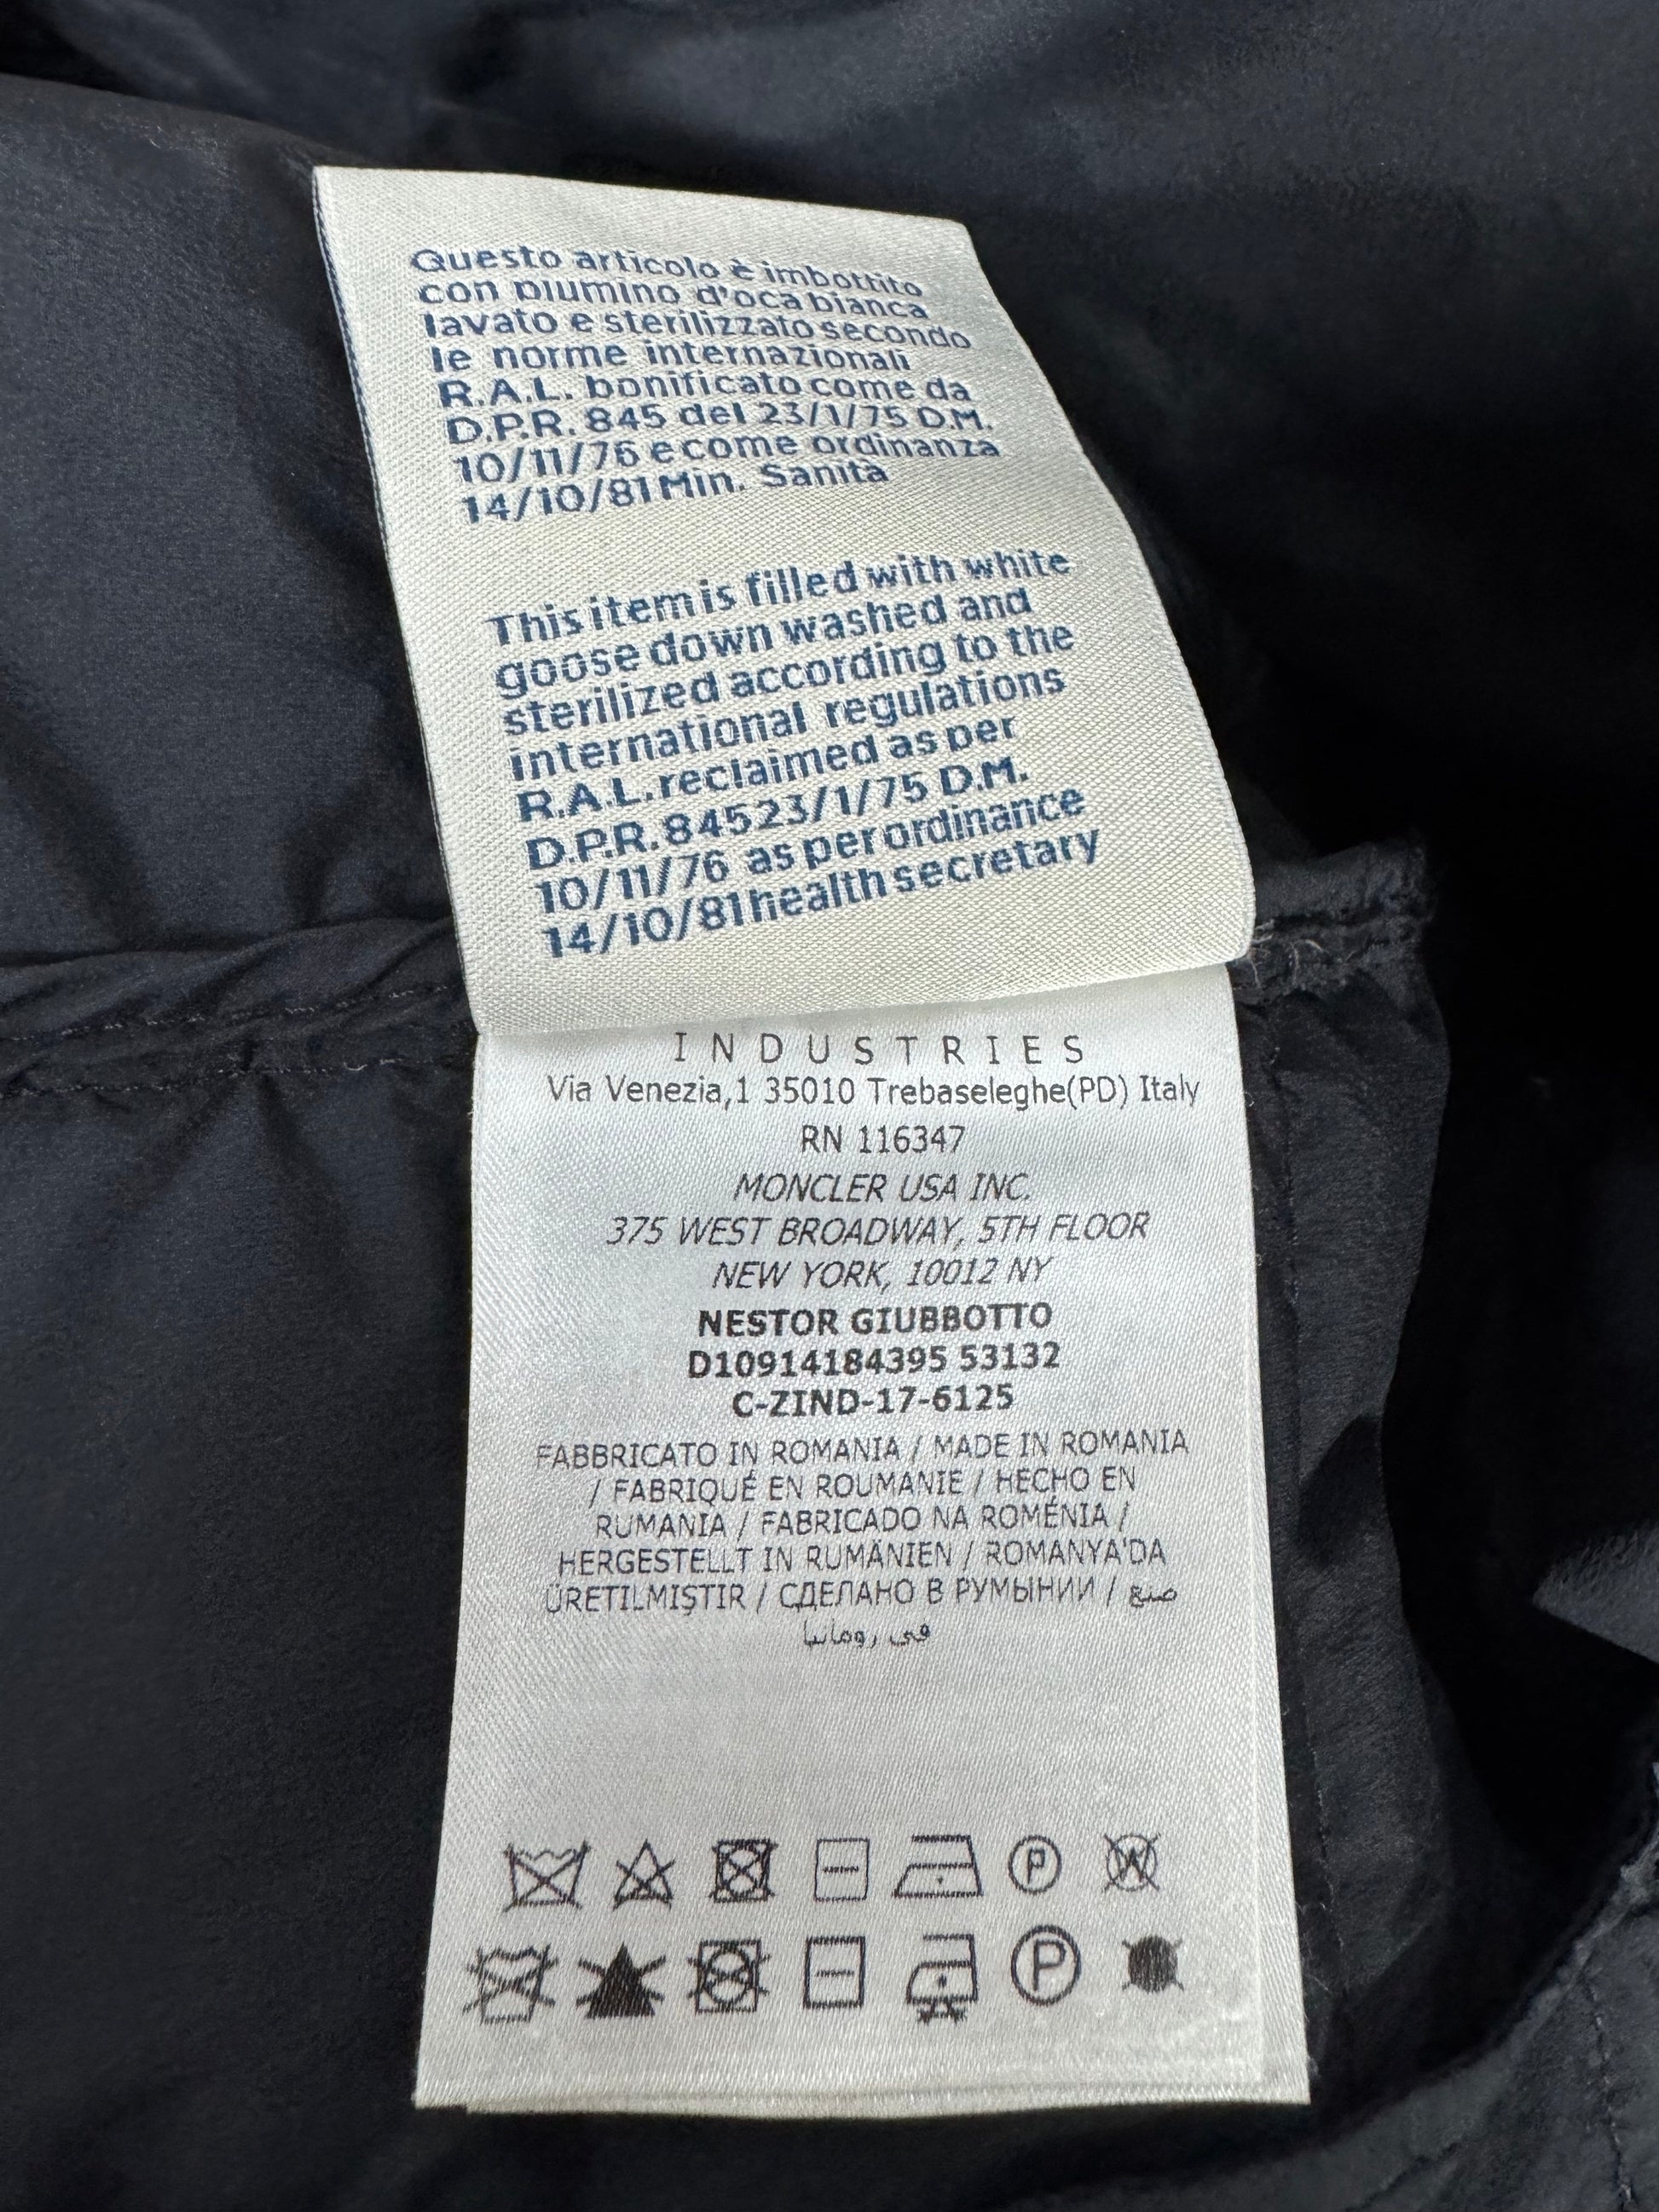 Questo articolo è imbottito
con piumino d'oca bianca
lavato e sterilizzato secondo
le norme internazionali
R.A.L. bonificato come da
D.P.R. 845 del 23/1/75 D.M.
10/11/76 e come ordinanza
14/10/81 Min. Sanità
This item is filled with white
goose down washed and
sterilized according to the
international regulations
R.A.L. reclaimed as per
D.P.R. 845 23/1/75 D.M.
10/11/76 as per ordinance
14/10/81 health secretary
INDUSTRIES
Via Venezia,1 35010 Trebaseleghe(PD) Italy
RN 116347
MONCLER USA INC.
375 WEST BROADWAY, 5TH FLOOR
NEW YORK, 10012 NY
NESTOR GIUBBOTTO
D10914184395 53132
C-ZIND-17-6125
FABBRICATO IN ROMANIA / MADE IN ROMANIA
/ FABRIQUÉ EN ROUMANIE / HECHO EN
RUMANIA / FABRICADO NA ROMÉNIA /
HERGESTELLT IN RUMÄNIEN / ROMANYA'DA
ÜRETILMIŞTIR / СДЕЛАНО В РУМЫНИИ / صنع
في رومانيا
P W
P